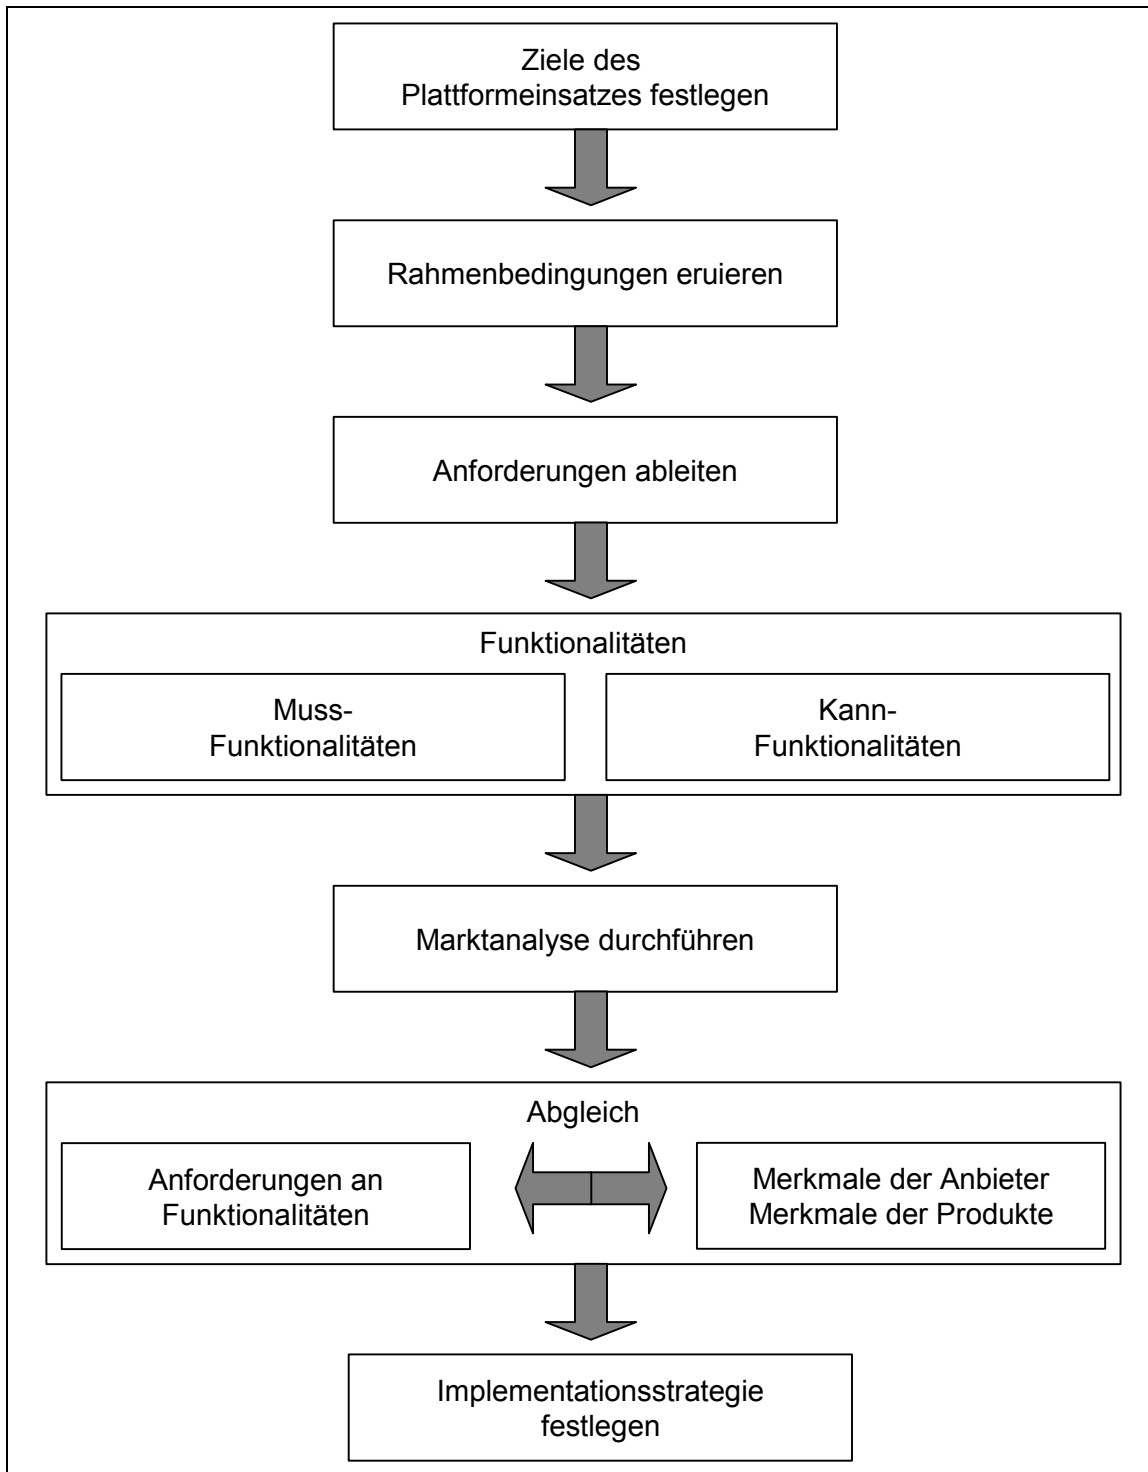 Ziele des
Plattformeinsatzes festlegen
Rahmenbedingungen eruieren
Anforderungen ableiten
Funktionalitäten
Muss-
Funktionalitäten
Kann-
Funktionalitäten
Marktanalyse durchführen
Abgleich
Anforderungen an
Funktionalitäten
Merkmale der Anbieter
Merkmale der Produkte
Implementationsstrategie
festlegen